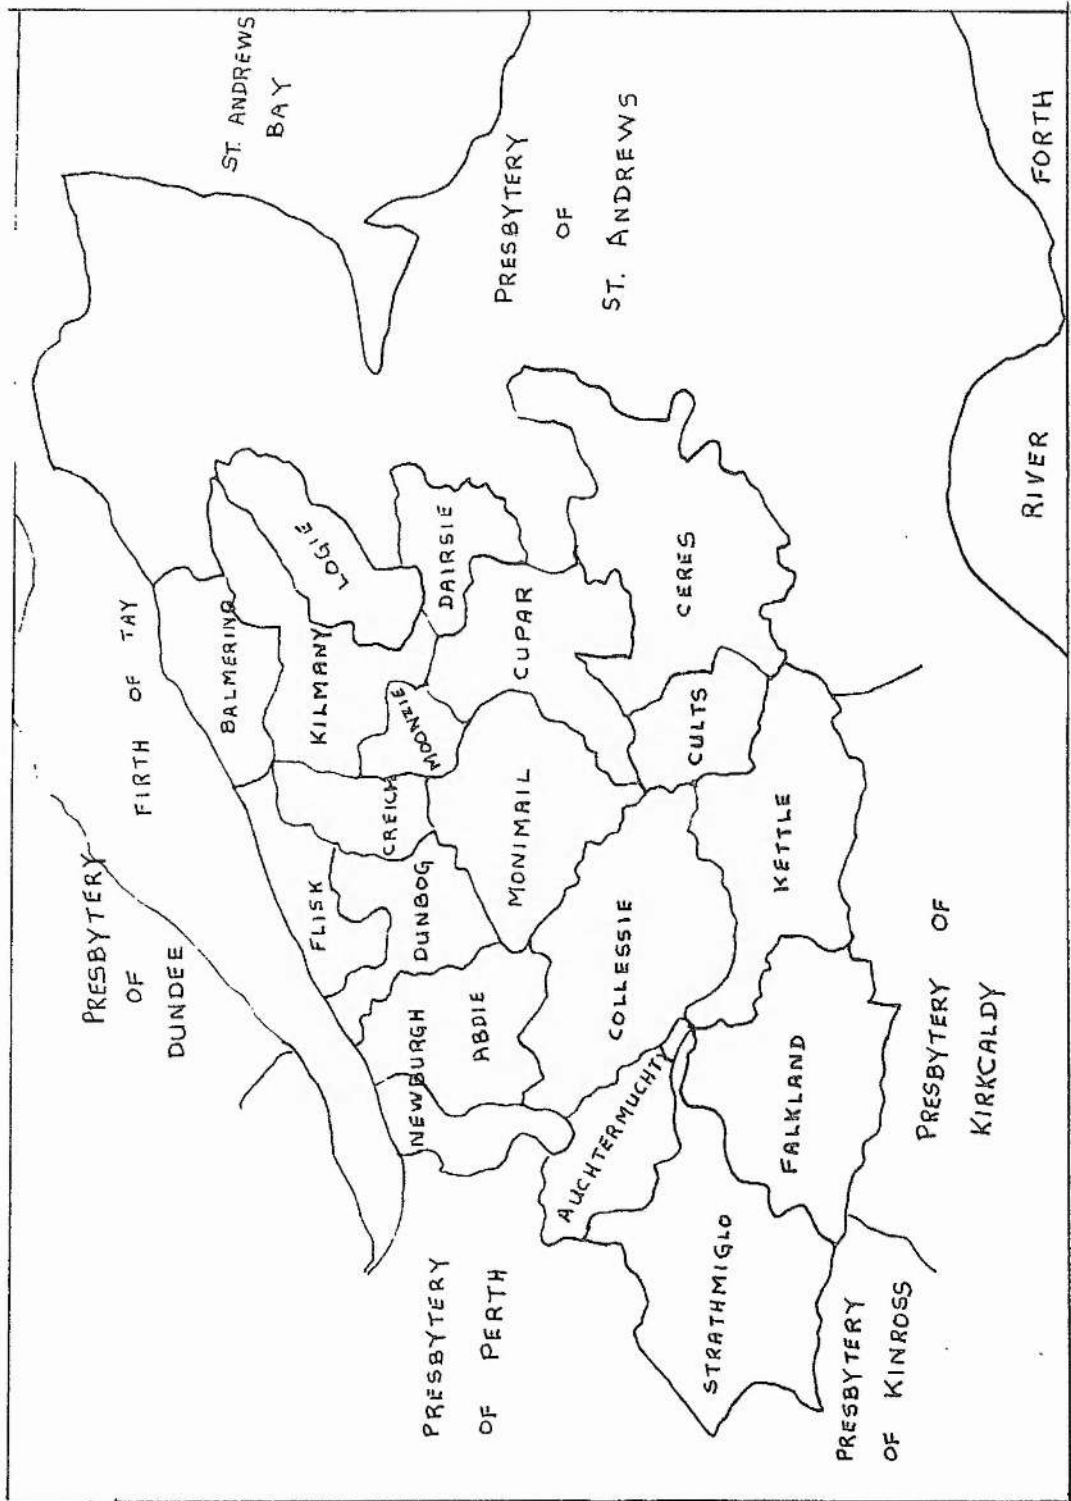 ST. ANDREWS
BAY
PRESBYTERY
OF
ST. ANDREWS
RIVER FORTH
FIRTH OF TAY
PRESBYTERY
OF
DUNDEE
BALMERINO
LOGIE
KILMANY
DAIRSIE
MOONZIE
CUPAR
CERES
CULTS
CREICH
FLISK
DUNBOG
MONIMAIL
KETTLE
COLLESSIE
NEWBURGH
ABDIE
AUCHTERMUCHTY
FALKLAND
STRATHMIGLO
PRESBYTERY
OF PERTH
PRESBYTERY OF
KIRKCALDY
PRESBYTERY
OF KINROSS